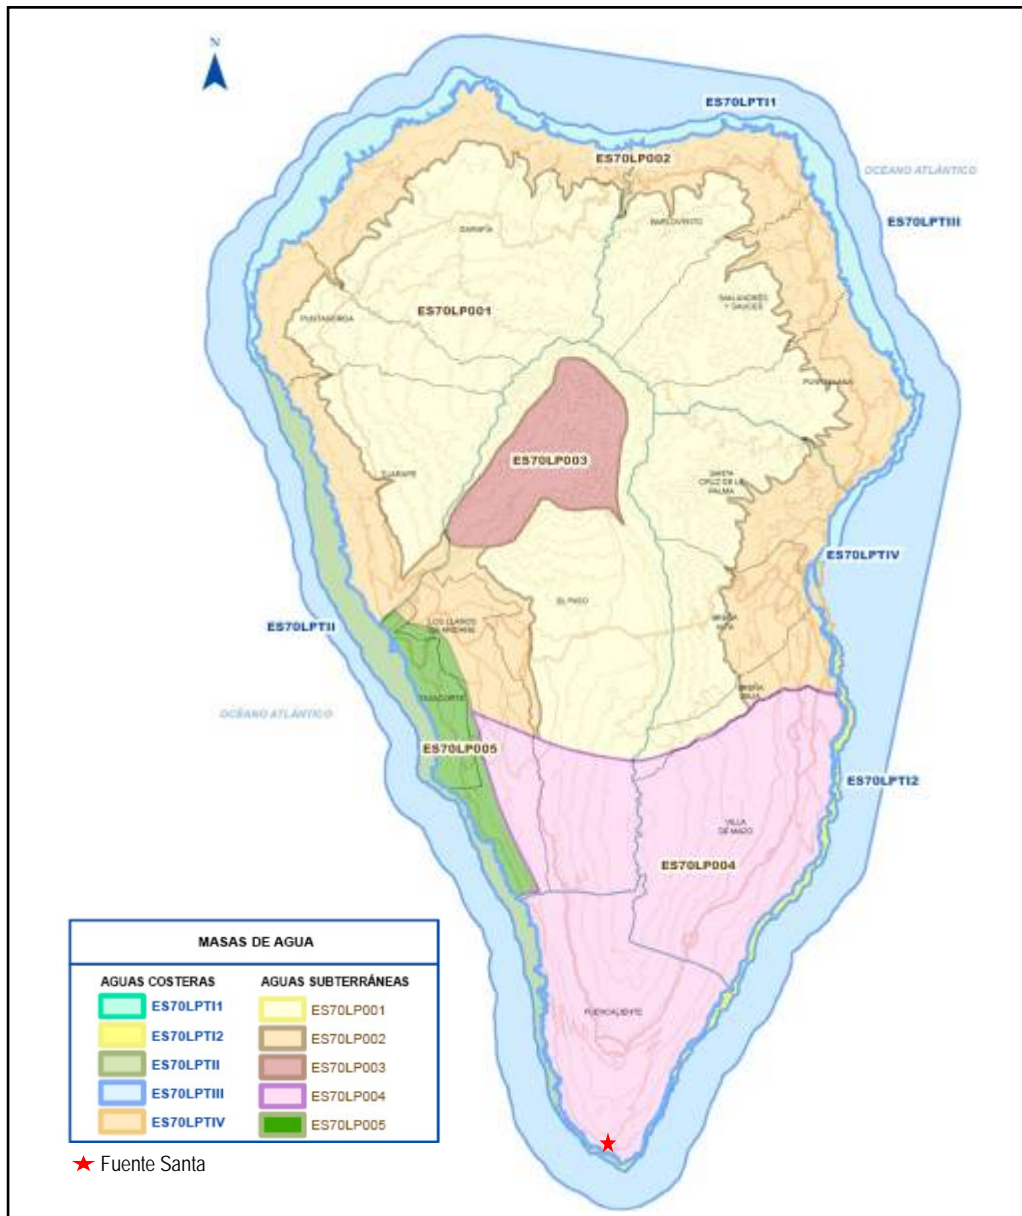 N
ES70LPTI1
ES70LP002
OCEANO ATLÁNTICO
BARLOVENTO
ES70LPTIII
GARAFÍA
SAN ANDRÉS
Y SAUCES
ES70LP001
PUNTAGORDA
PUNTALLANA
ES70LP003
TIJARAFE
SANTA
CRUZ DE LA
PALMA
ES70LPTIV
EL PASO
LOS LLANOS
DE ARIDANE
BREÑA
ALTA
ES70LPTII
BREÑA
BAJA
TAZACORTE
OCÉANO ATLÁNTICO
ES70LP005
ES70LPTI2
VILLA
DE MAZO
ES70LP004
FUENCALIENTE
MASAS DE AGUA
AGUAS COSTERAS
ES70LPTI1
ES70LPTI2
ES70LPTII
ES70LPTIII
ES70LPTIV
AGUAS SUBTERRÁNEAS
ES70LP001
ES70LP002
ES70LP003
ES70LP004
ES70LP005
Fuente Santa